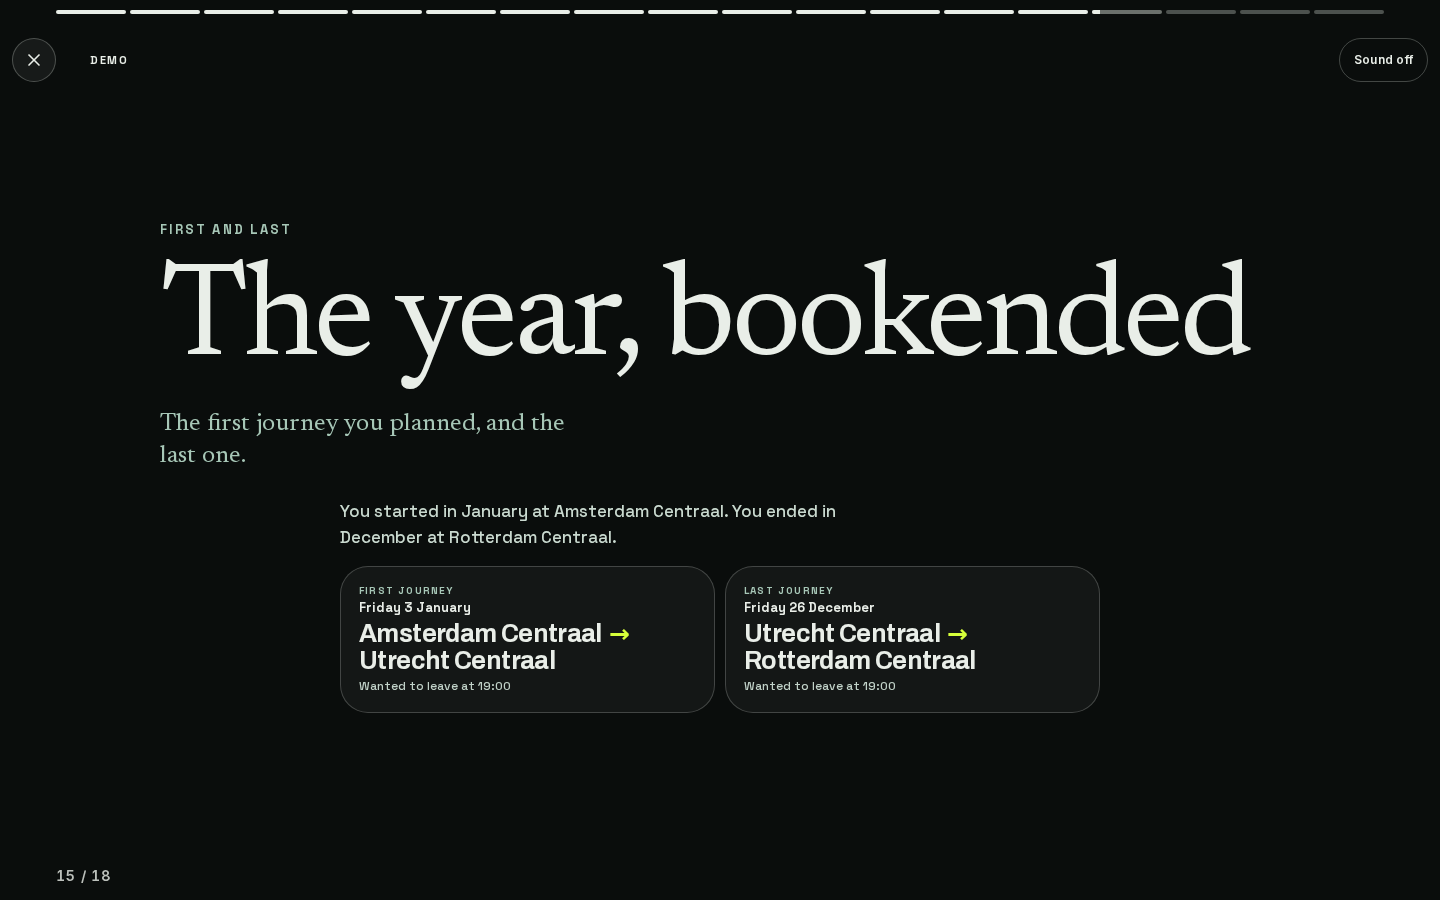 DEMO
Sound off
FIRST AND LAST
The year, bookended
The first journey you planned, and the
last one.
You started in January at Amsterdam Centraal. You ended in
December at Rotterdam Centraal.
FIRST JOURNEY
Friday 3 January
Amsterdam Centraal →
Utrecht Centraal
Wanted to leave at 19:00
LAST JOURNEY
Friday 26 December
Utrecht Centraal →
Rotterdam Centraal
Wanted to leave at 19:00
15 / 18